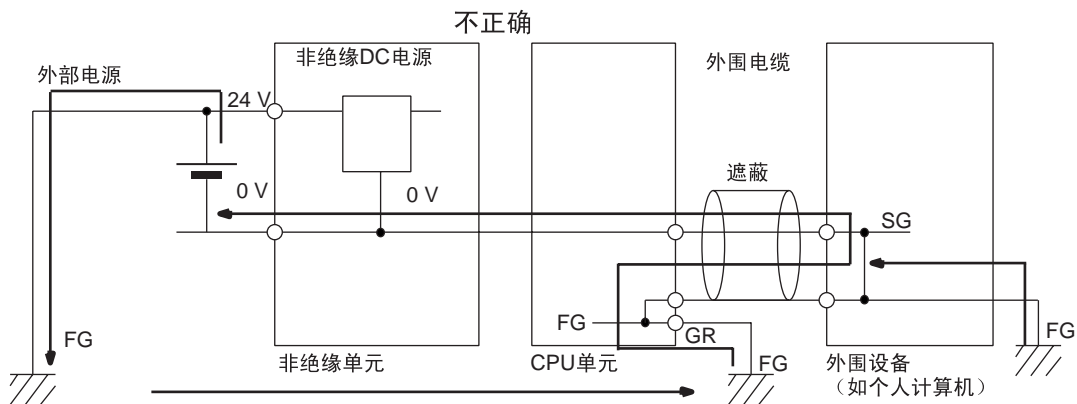 不正确
非绝缘DC电源
外部电源
外围电缆
24 V
遮蔽
0 V
0 V
SG
FG
FG
GR
FG
FG
非绝缘单元
CPU单元
外围设备
（如个人计算机）